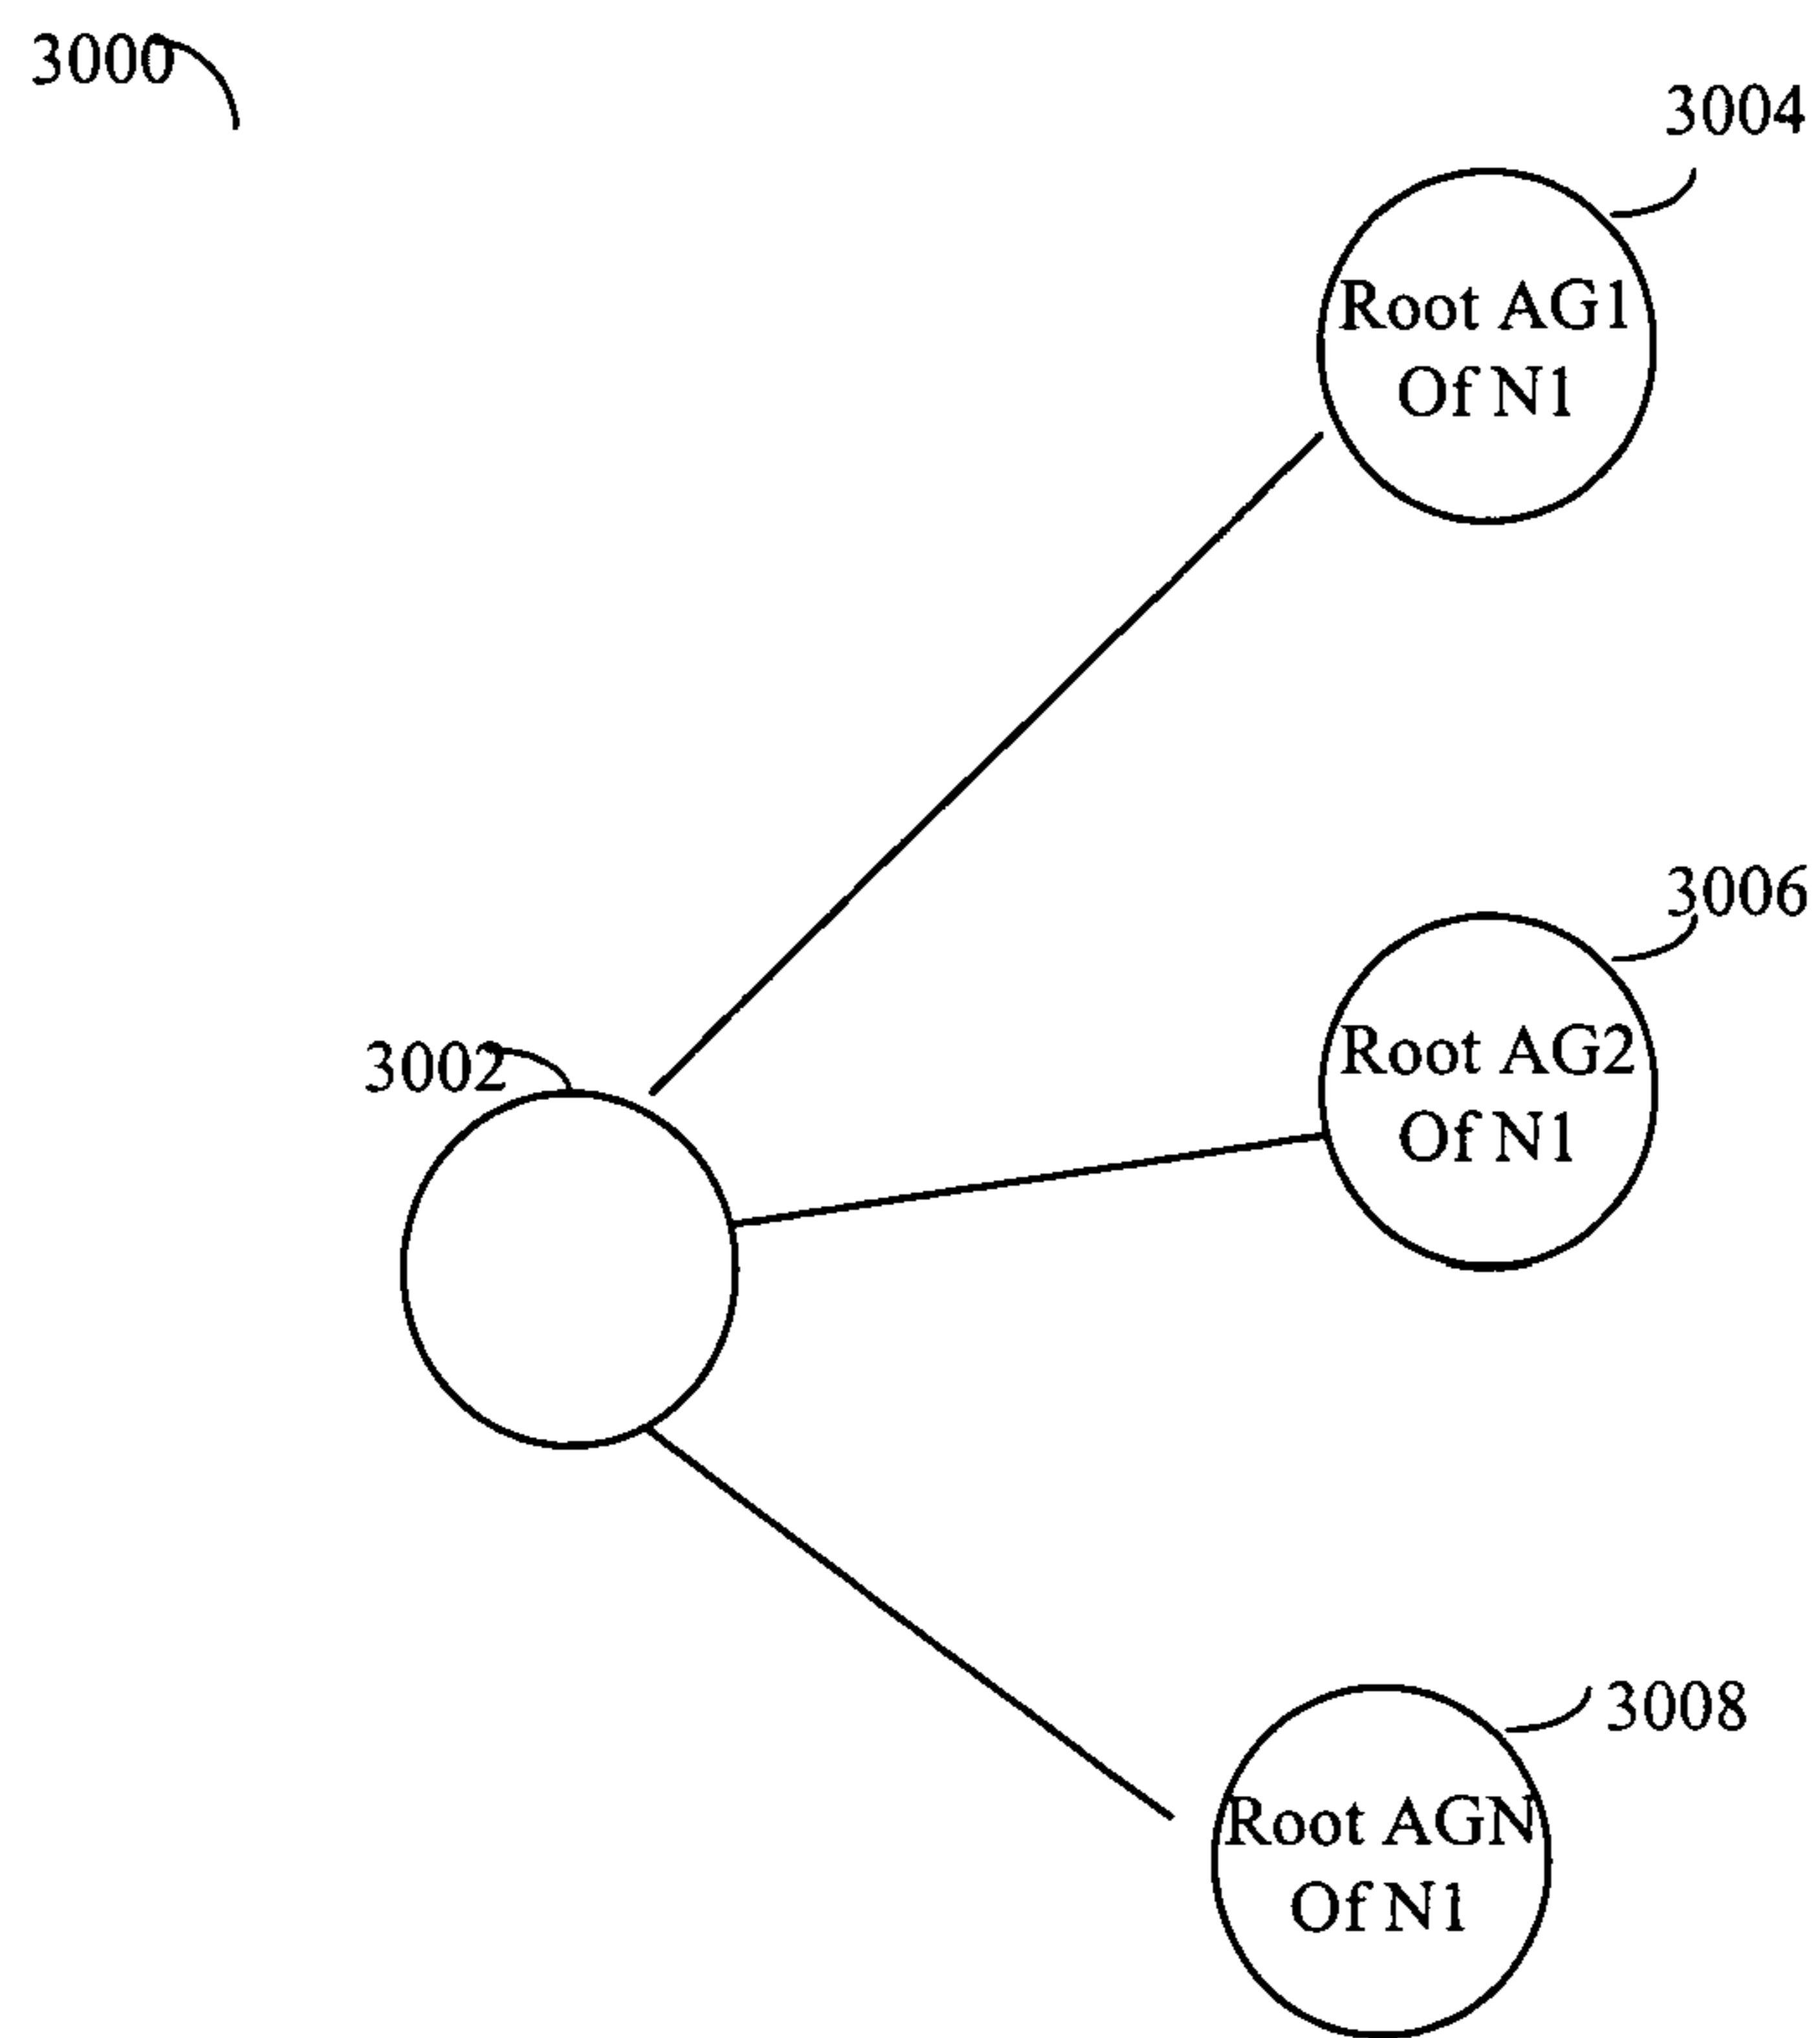 3000
3004
Root AG1
Of N1
3006
Root AG2
Of N1
3002
3008
Root AGN
Of N1